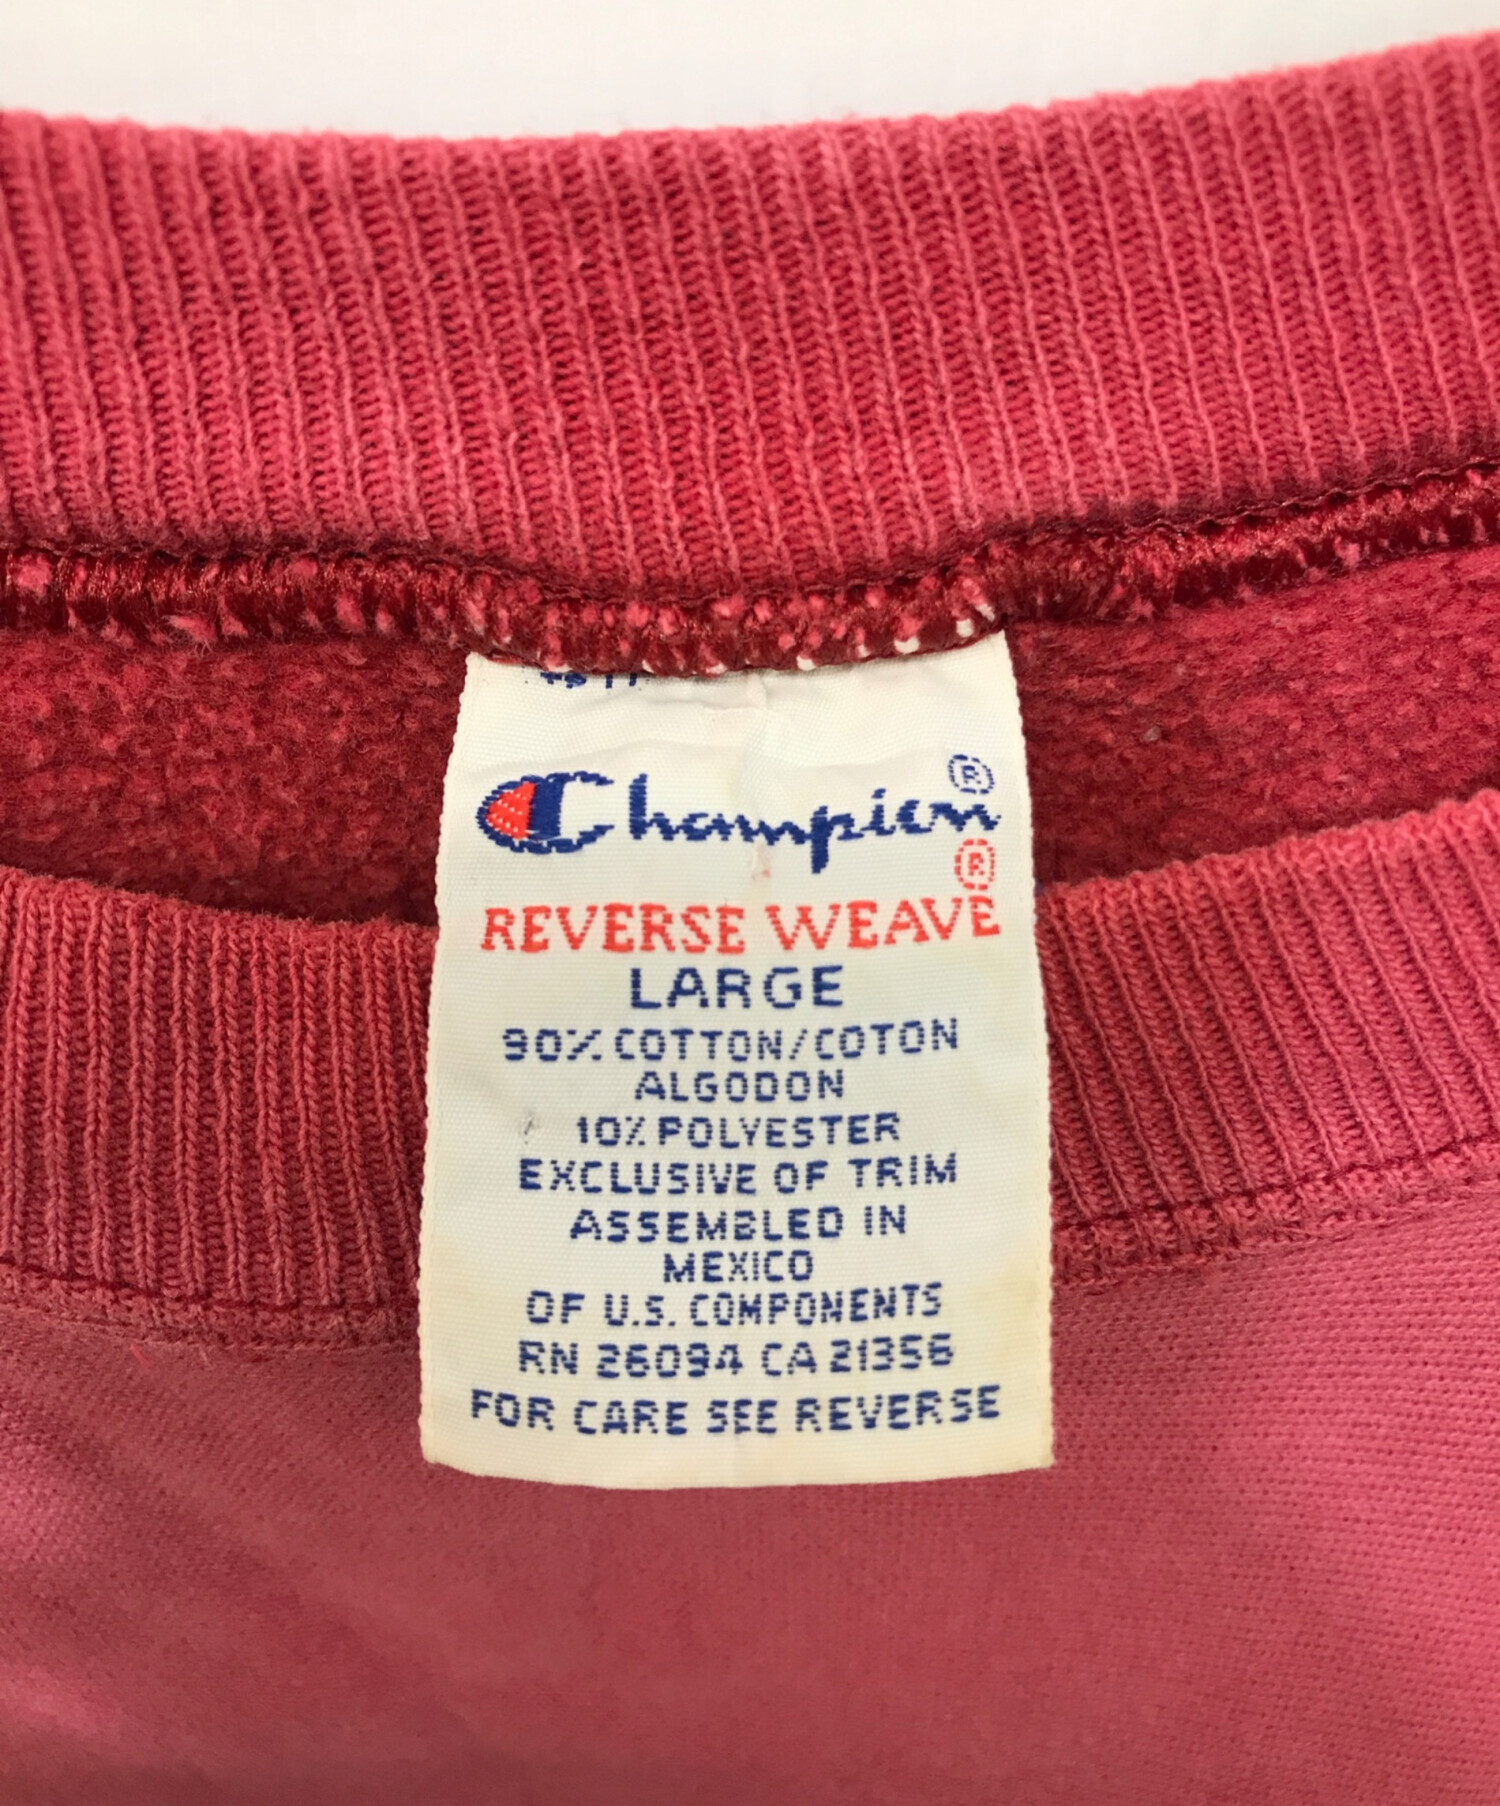 Champion®
REVERSE WEAVE®
LARGE
90% COTTON/COTON
ALGODON
10% POLYESTER
EXCLUSIVE OF TRIM
ASSEMBLED IN
MEXICO
OF U.S. COMPONENTS
RN 26094 CA 21356
FOR CARE SEE REVERSE